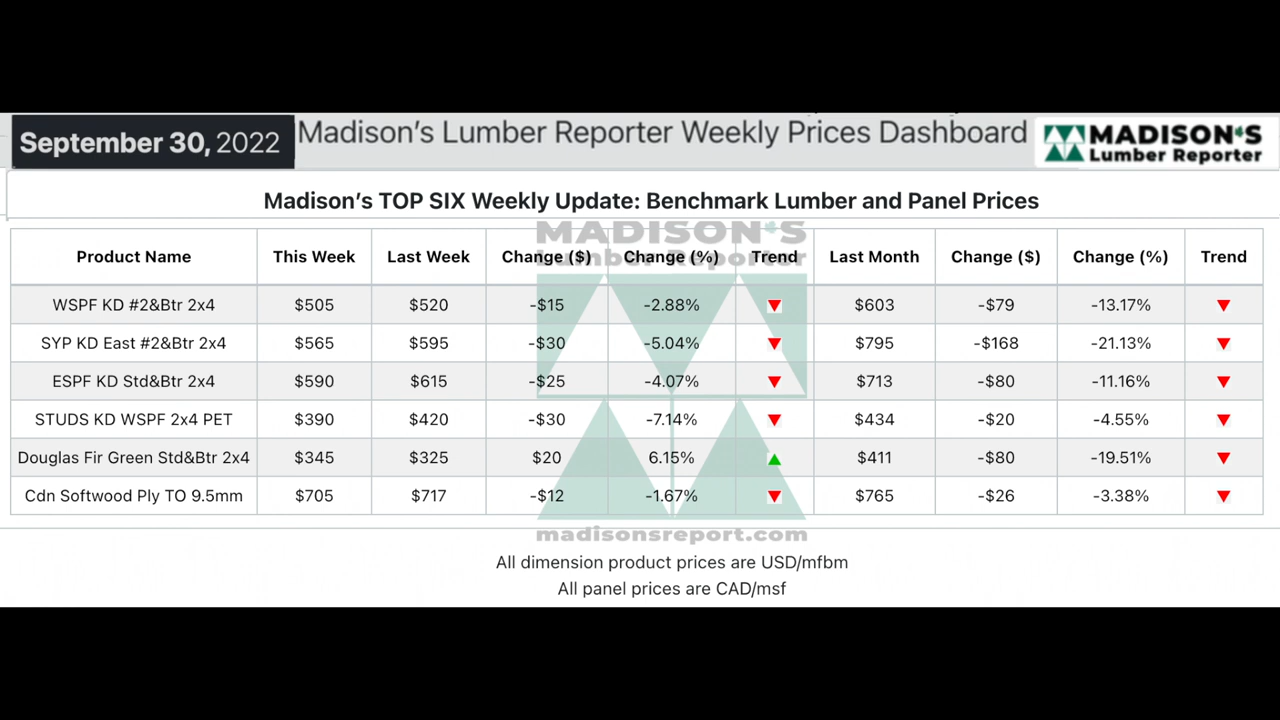 September 30, 2022
Madison's Lumber Reporter Weekly Prices Dashboard
MADISON'S
Lumber Reporter
Madison's TOP SIX Weekly Update: Benchmark Lumber and Panel Prices
MADISON'S
Lumber Reporter
Product Name This Week Last Week Change ($) Change (%) Trend Last Month Change ($) Change (%) Trend
WSPF KD #2&Btr 2x4 $505 $520 -$15 -2.88% ▼ $603 -$79 -13.17% ▼
SYP KD East #2&Btr 2x4 $565 $595 -$30 -5.04% ▼ $795 -$168 -21.13% ▼
ESPF KD Std&Btr 2x4 $590 $615 -$25 -4.07% ▼ $713 -$80 -11.16% ▼
STUDS KD WSPF 2x4 PET $390 $420 -$30 -7.14% ▼ $434 -$20 -4.55% ▼
Douglas Fir Green Std&Btr 2x4 $345 $325 $20 6.15% ▲ $411 -$80 -19.51% ▼
Cdn Softwood Ply TO 9.5mm $705 $717 -$12 -1.67% ▼ $765 -$26 -3.38% ▼
madisonsreport.com
All dimension product prices are USD/mfbm
All panel prices are CAD/msf